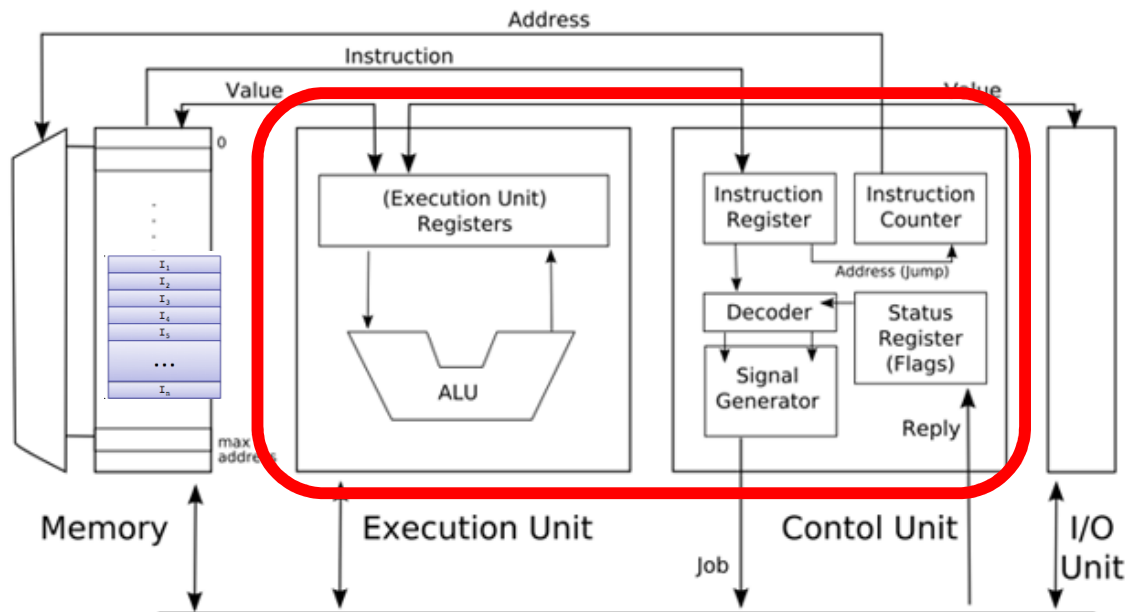 Address
Instruction
Value
Value
0
(Execution Unit)
Registers
Instruction
Register
Instruction
Counter
Address (Jump)
I₁
I₂
I₃
I₄
I₅
...
Iₙ
Decoder
Status
Register
(Flags)
ALU
Signal
Generator
Reply
max
address
Memory
Execution Unit
Contol Unit
I/O
Unit
Job